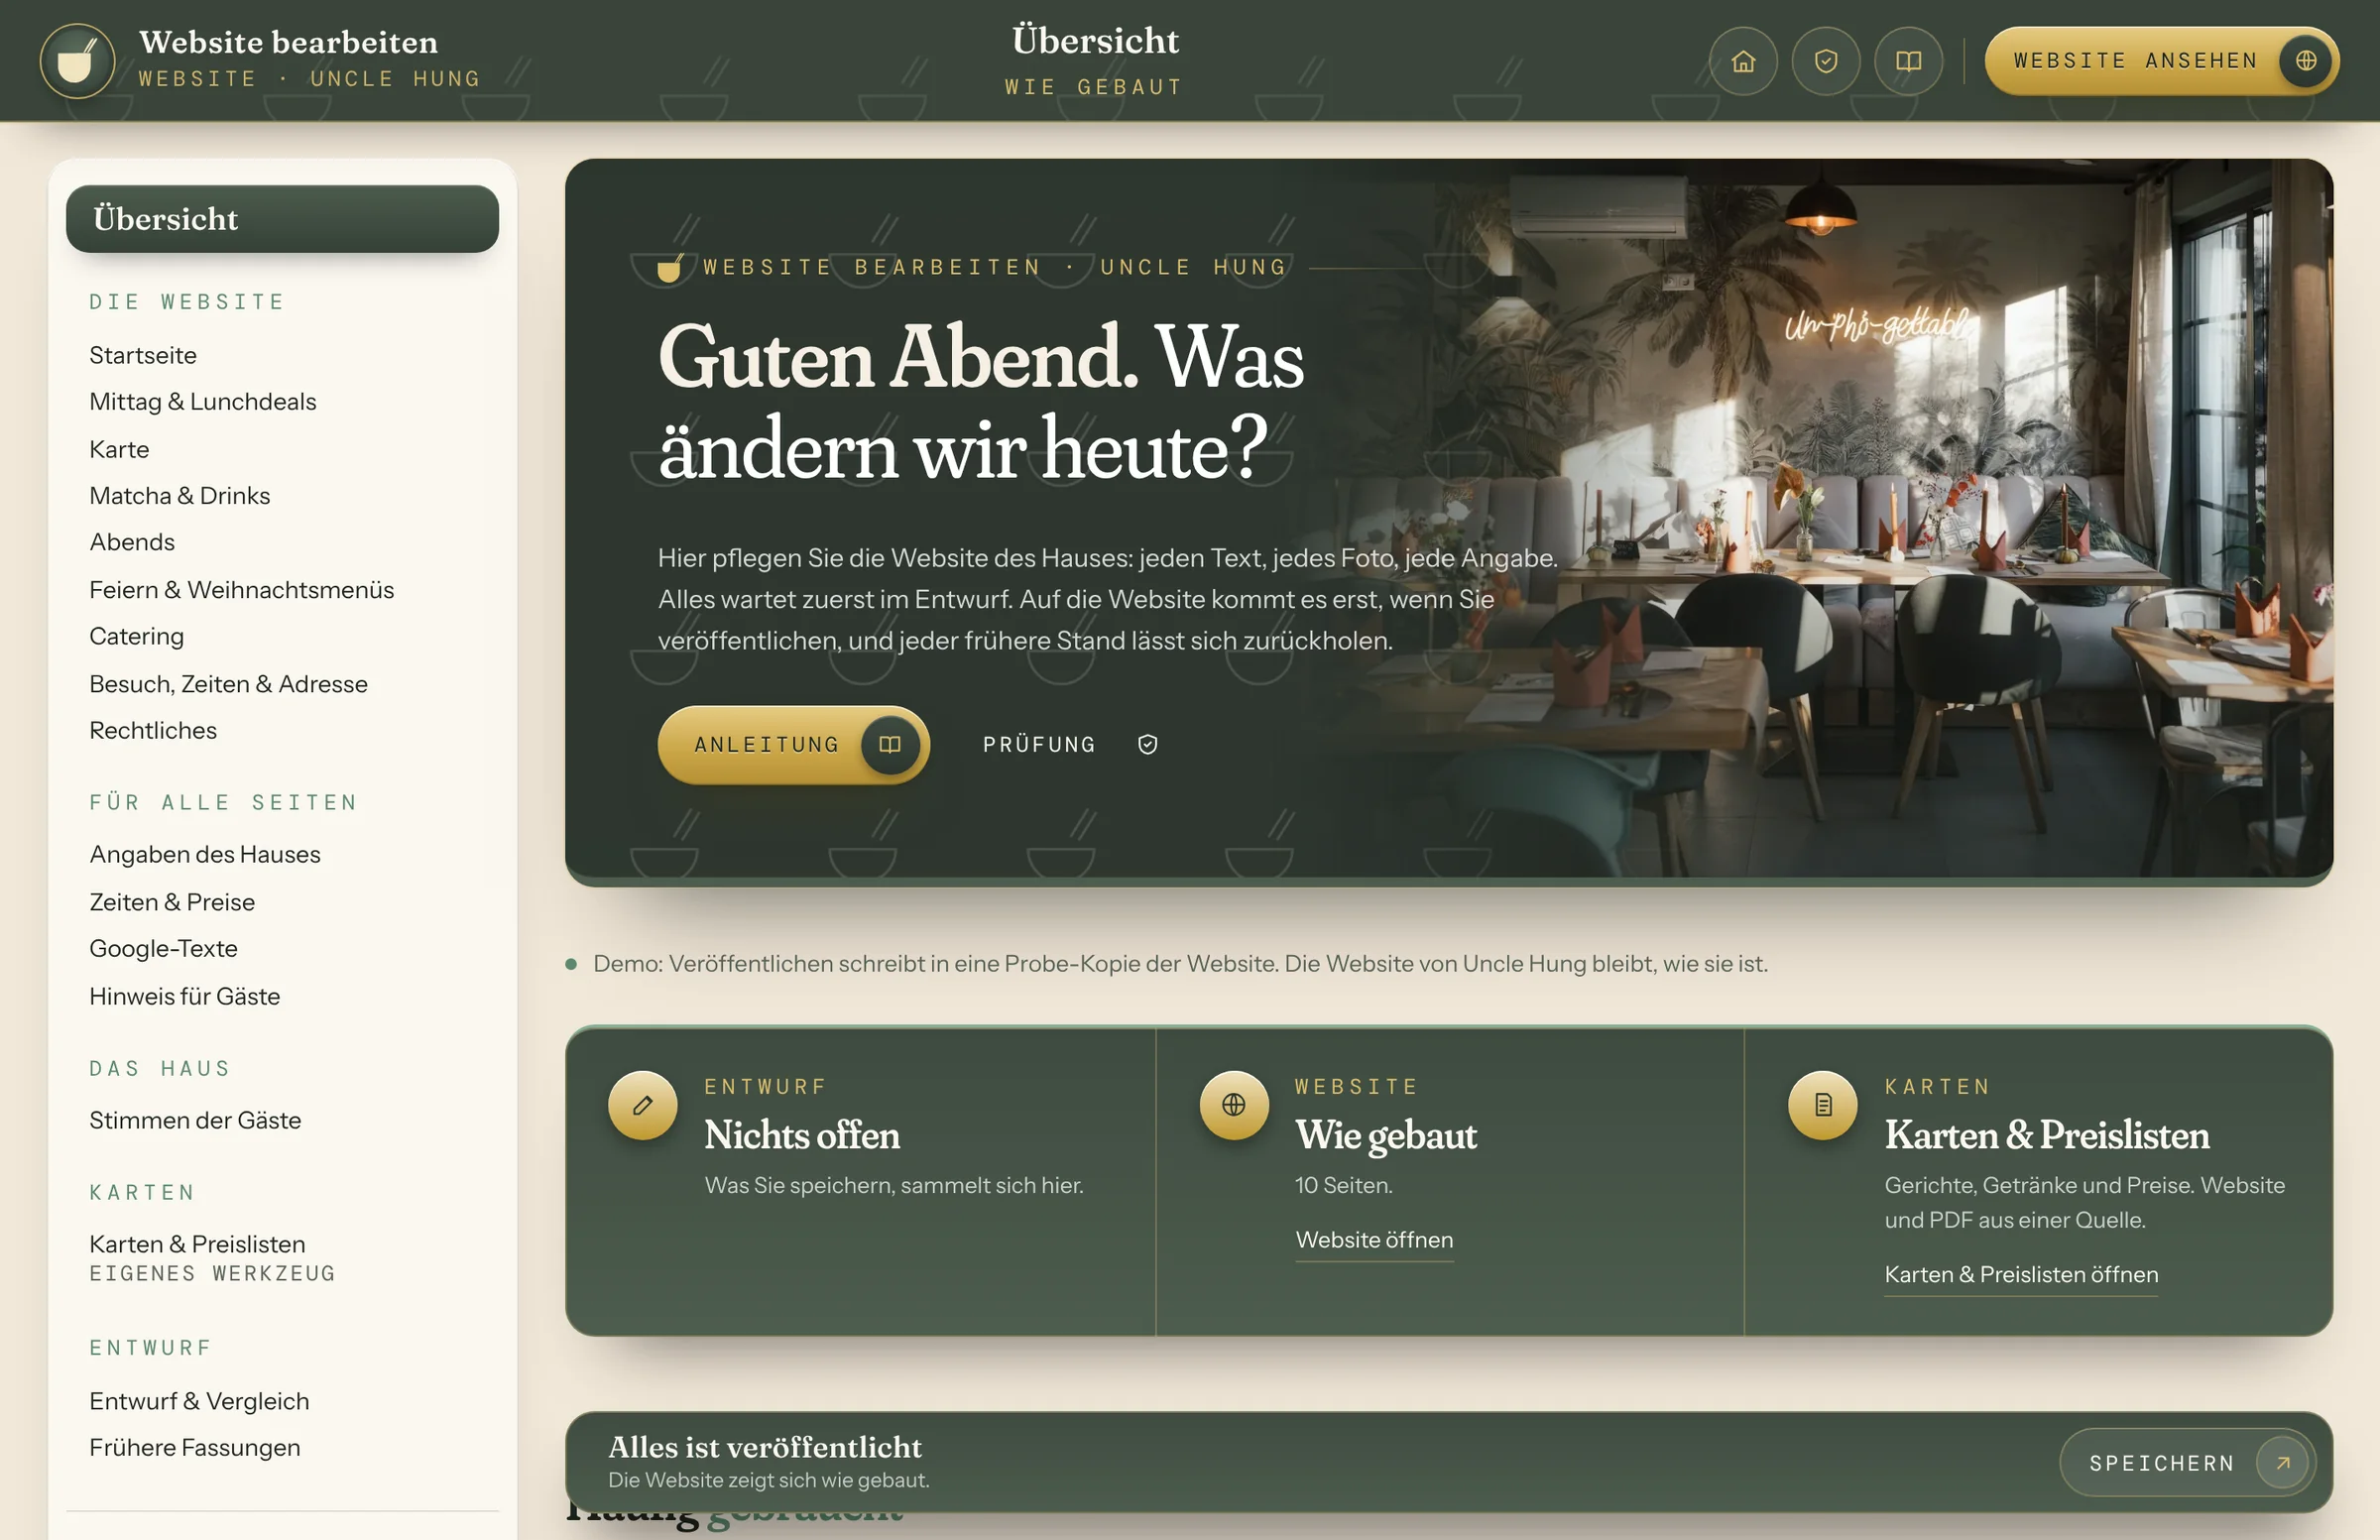 Website bearbeiten
WEBSITE · UNCLE HUNG
Übersicht
WIE GEBAUT
WEBSITE ANSEHEN
Übersicht
DIE WEBSITE
Startseite
Mittag & Lunchdeals
Karte
Matcha & Drinks
Abends
Feiern & Weihnachtsmenüs
Catering
Besuch, Zeiten & Adresse
Rechtliches
FÜR ALLE SEITEN
Angaben des Hauses
Zeiten & Preise
Google-Texte
Hinweis für Gäste
DAS HAUS
Stimmen der Gäste
KARTEN
Karten & Preislisten
EIGENES WERKZEUG
ENTWURF
Entwurf & Vergleich
Frühere Fassungen
WEBSITE BEARBEITEN · UNCLE HUNG
Guten Abend. Was
ändern wir heute?
Hier pflegen Sie die Website des Hauses: jeden Text, jedes Foto, jede Angabe.
Alles wartet zuerst im Entwurf. Auf die Website kommt es erst, wenn Sie
veröffentlichen, und jeder frühere Stand lässt sich zurückholen.
ANLEITUNG
PRÜFUNG
Un-phở-gettable
Demo: Veröffentlichen schreibt in eine Probe-Kopie der Website. Die Website von Uncle Hung bleibt, wie sie ist.
ENTWURF
Nichts offen
Was Sie speichern, sammelt sich hier.
WEBSITE
Wie gebaut
10 Seiten.
Website öffnen
KARTEN
Karten & Preislisten
Gerichte, Getränke und Preise. Website
und PDF aus einer Quelle.
Karten & Preislisten öffnen
Alles ist veröffentlicht
Die Website zeigt sich wie gebaut.
SPEICHERN
Häufig gebraucht